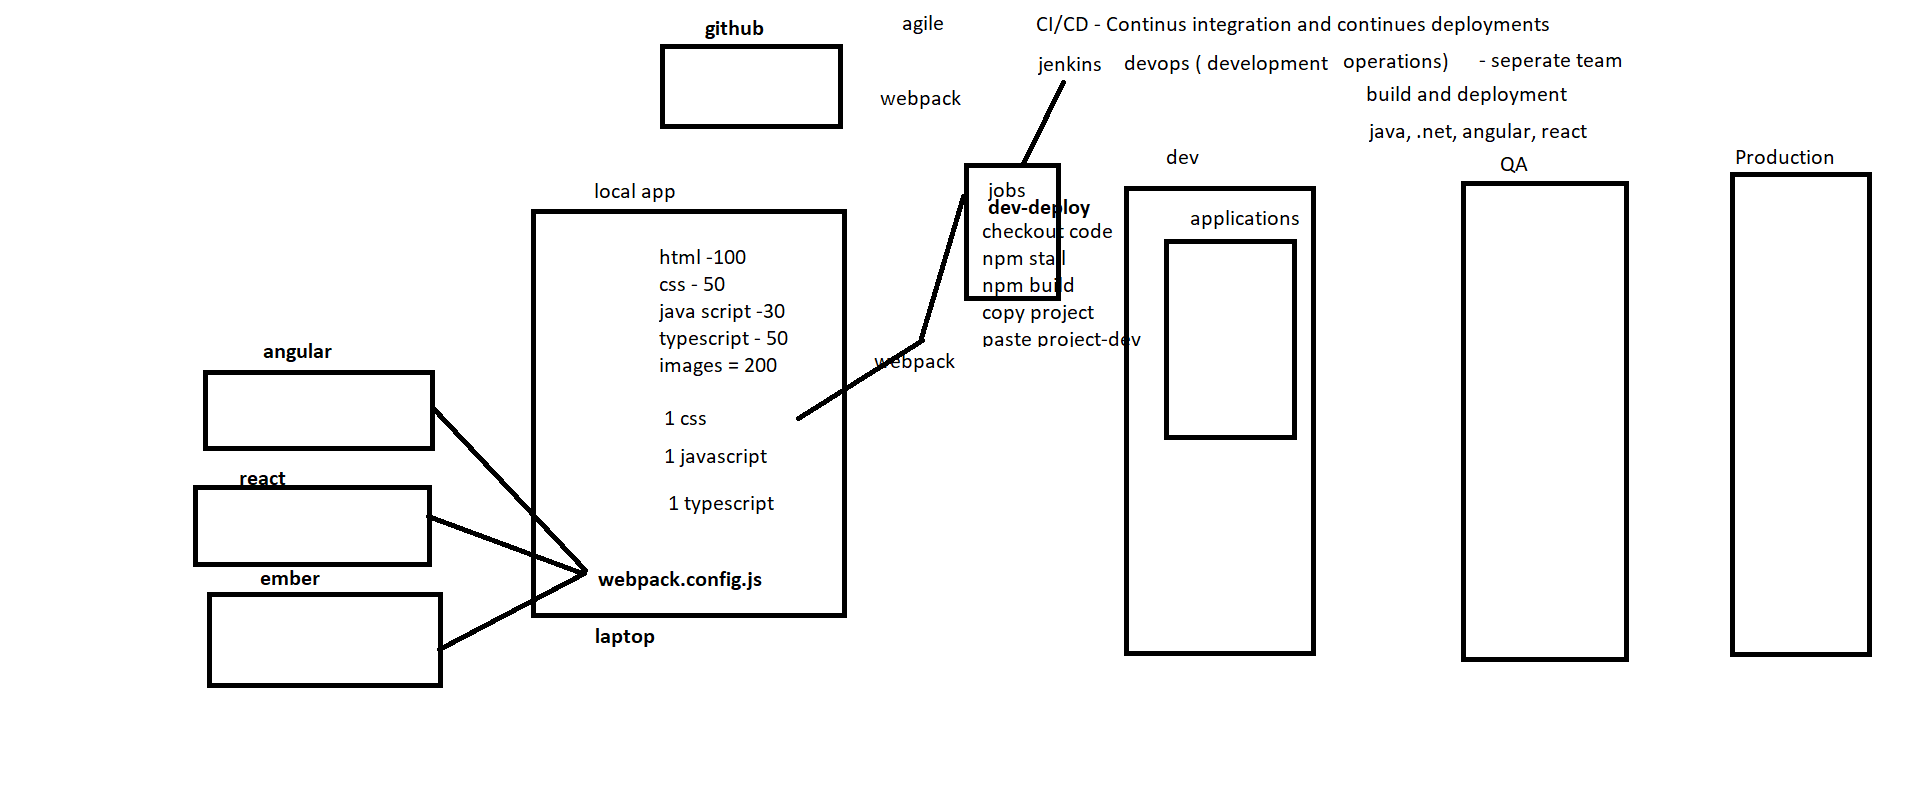 github
agile
CI/CD - Continus integration and continues deployments
jenkins devops ( development operations) - seperate team
webpack
build and deployment
java, .net, angular, react
dev
QA
Production
local app
jobs
dev-deploy
applications
checkout code
npm stall
npm build
copy project
paste project-dev
html -100
css - 50
java script -30
typescript - 50
images = 200
webpack
angular
1 css
1 javascript
react
1 typescript
ember
webpack.config.js
laptop